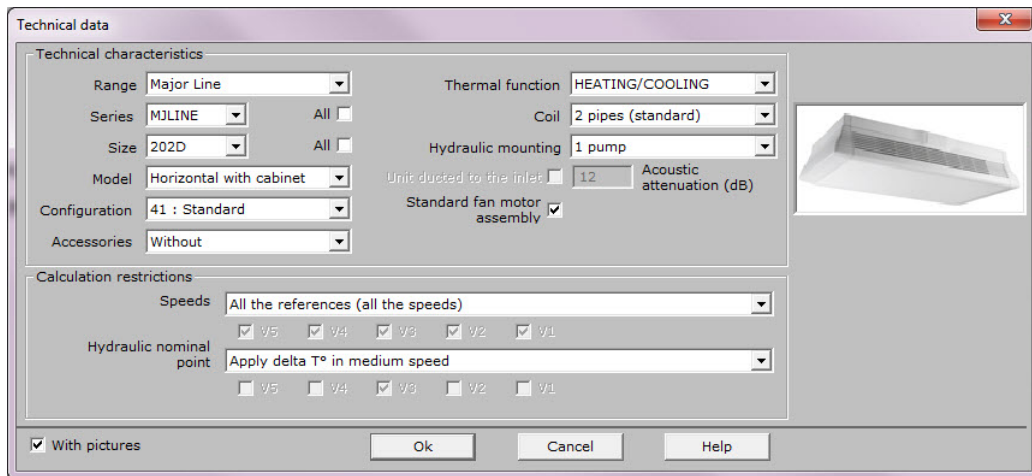 Technical data
Technical characteristics
Range Major Line
Thermal function HEATING/COOLING
Series MJLINE All
Coil 2 pipes (standard)
Size 202D All
Hydraulic mounting 1 pump
Model Horizontal with cabinet
Unit ducted to the inlet 12 Acoustic
attenuation (dB)
Configuration 41 : Standard
Standard fan motor
assembly
Accessories Without
Calculation restrictions
Speeds All the references (all the speeds)
V5 V4 V3 V2 V1
Hydraulic nominal
point Apply delta T° in medium speed
V5 V4 V3 V2 V1
With pictures Ok Cancel Help